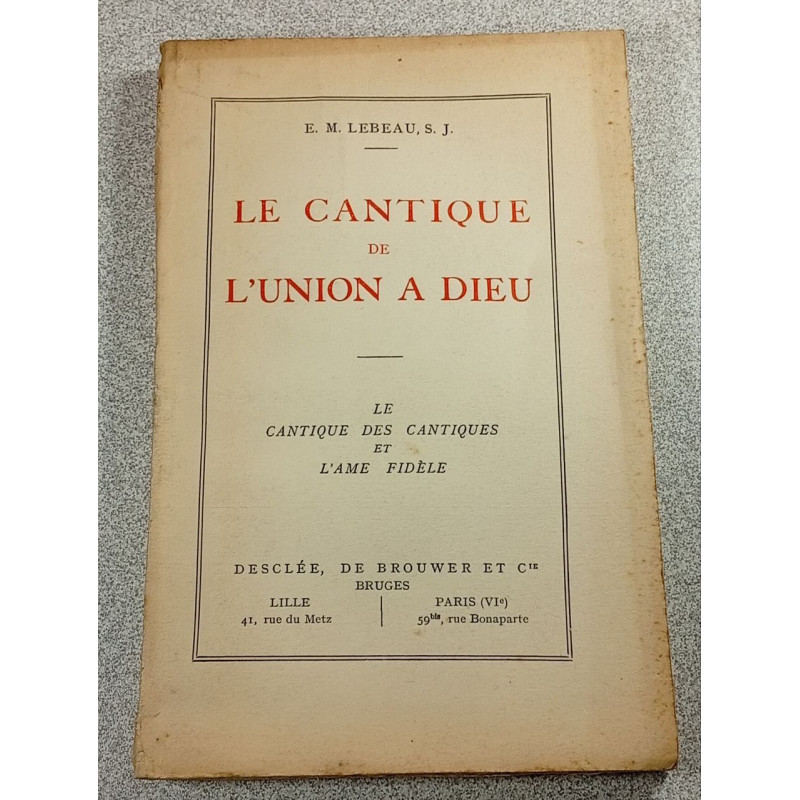 E. M. LEBEAU, S. J.
LE CANTIQUE
DE
L'UNION A DIEU
LE
CANTIQUE DES CANTIQUES
ET
L'AME FIDÈLE
DESCLÉE, DE BROUWER ET Cie
BRUGES
LILLE
41, rue du Metz
PARIS (VIe)
59bis, rue Bonaparte